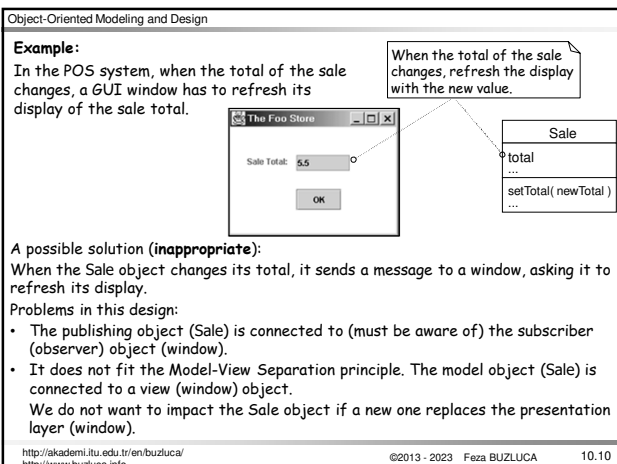 Object-Oriented Modeling and Design
Example:
In the POS system, when the total of the sale
changes, a GUI window has to refresh its
display of the sale total.
When the total of the sale
changes, refresh the display
with the new value.
The Foo Store
Sale Total: 5.5
OK
Sale
total
...
setTotal( newTotal )
...
A possible solution (inappropriate):
When the Sale object changes its total, it sends a message to a window, asking it to
refresh its display.
Problems in this design:
• The publishing object (Sale) is connected to (must be aware of) the subscriber
(observer) object (window).
• It does not fit the Model-View Separation principle. The model object (Sale) is
connected to a view (window) object.
We do not want to impact the Sale object if a new one replaces the presentation
layer (window).
http://akademi.itu.edu.tr/en/buzluca/
http://www.buzluca.info
©2013 - 2023 Feza BUZLUCA 10.10